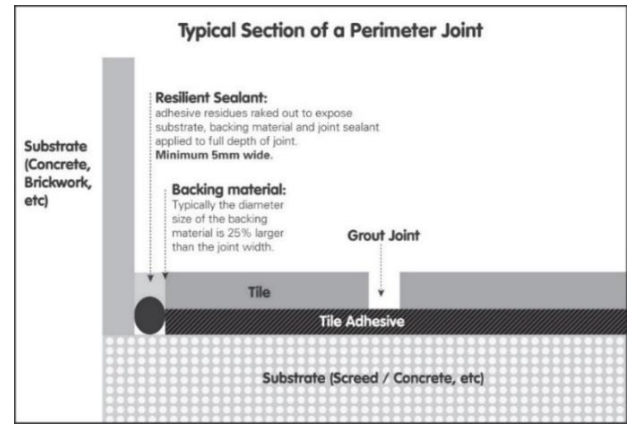 Typical Section of a Perimeter Joint
Resilient Sealant:
adhesive residues raked out to expose
substrate, backing material and joint sealant
applied to full depth of joint.
Minimum 5mm wide.
Substrate
(Concrete,
Brickwork,
etc)
Backing material:
Typically the diameter
size of the backing
material is 25% larger
than the joint width.
Grout Joint
Tile
Tile Adhesive
Substrate (Screed / Concrete, etc)